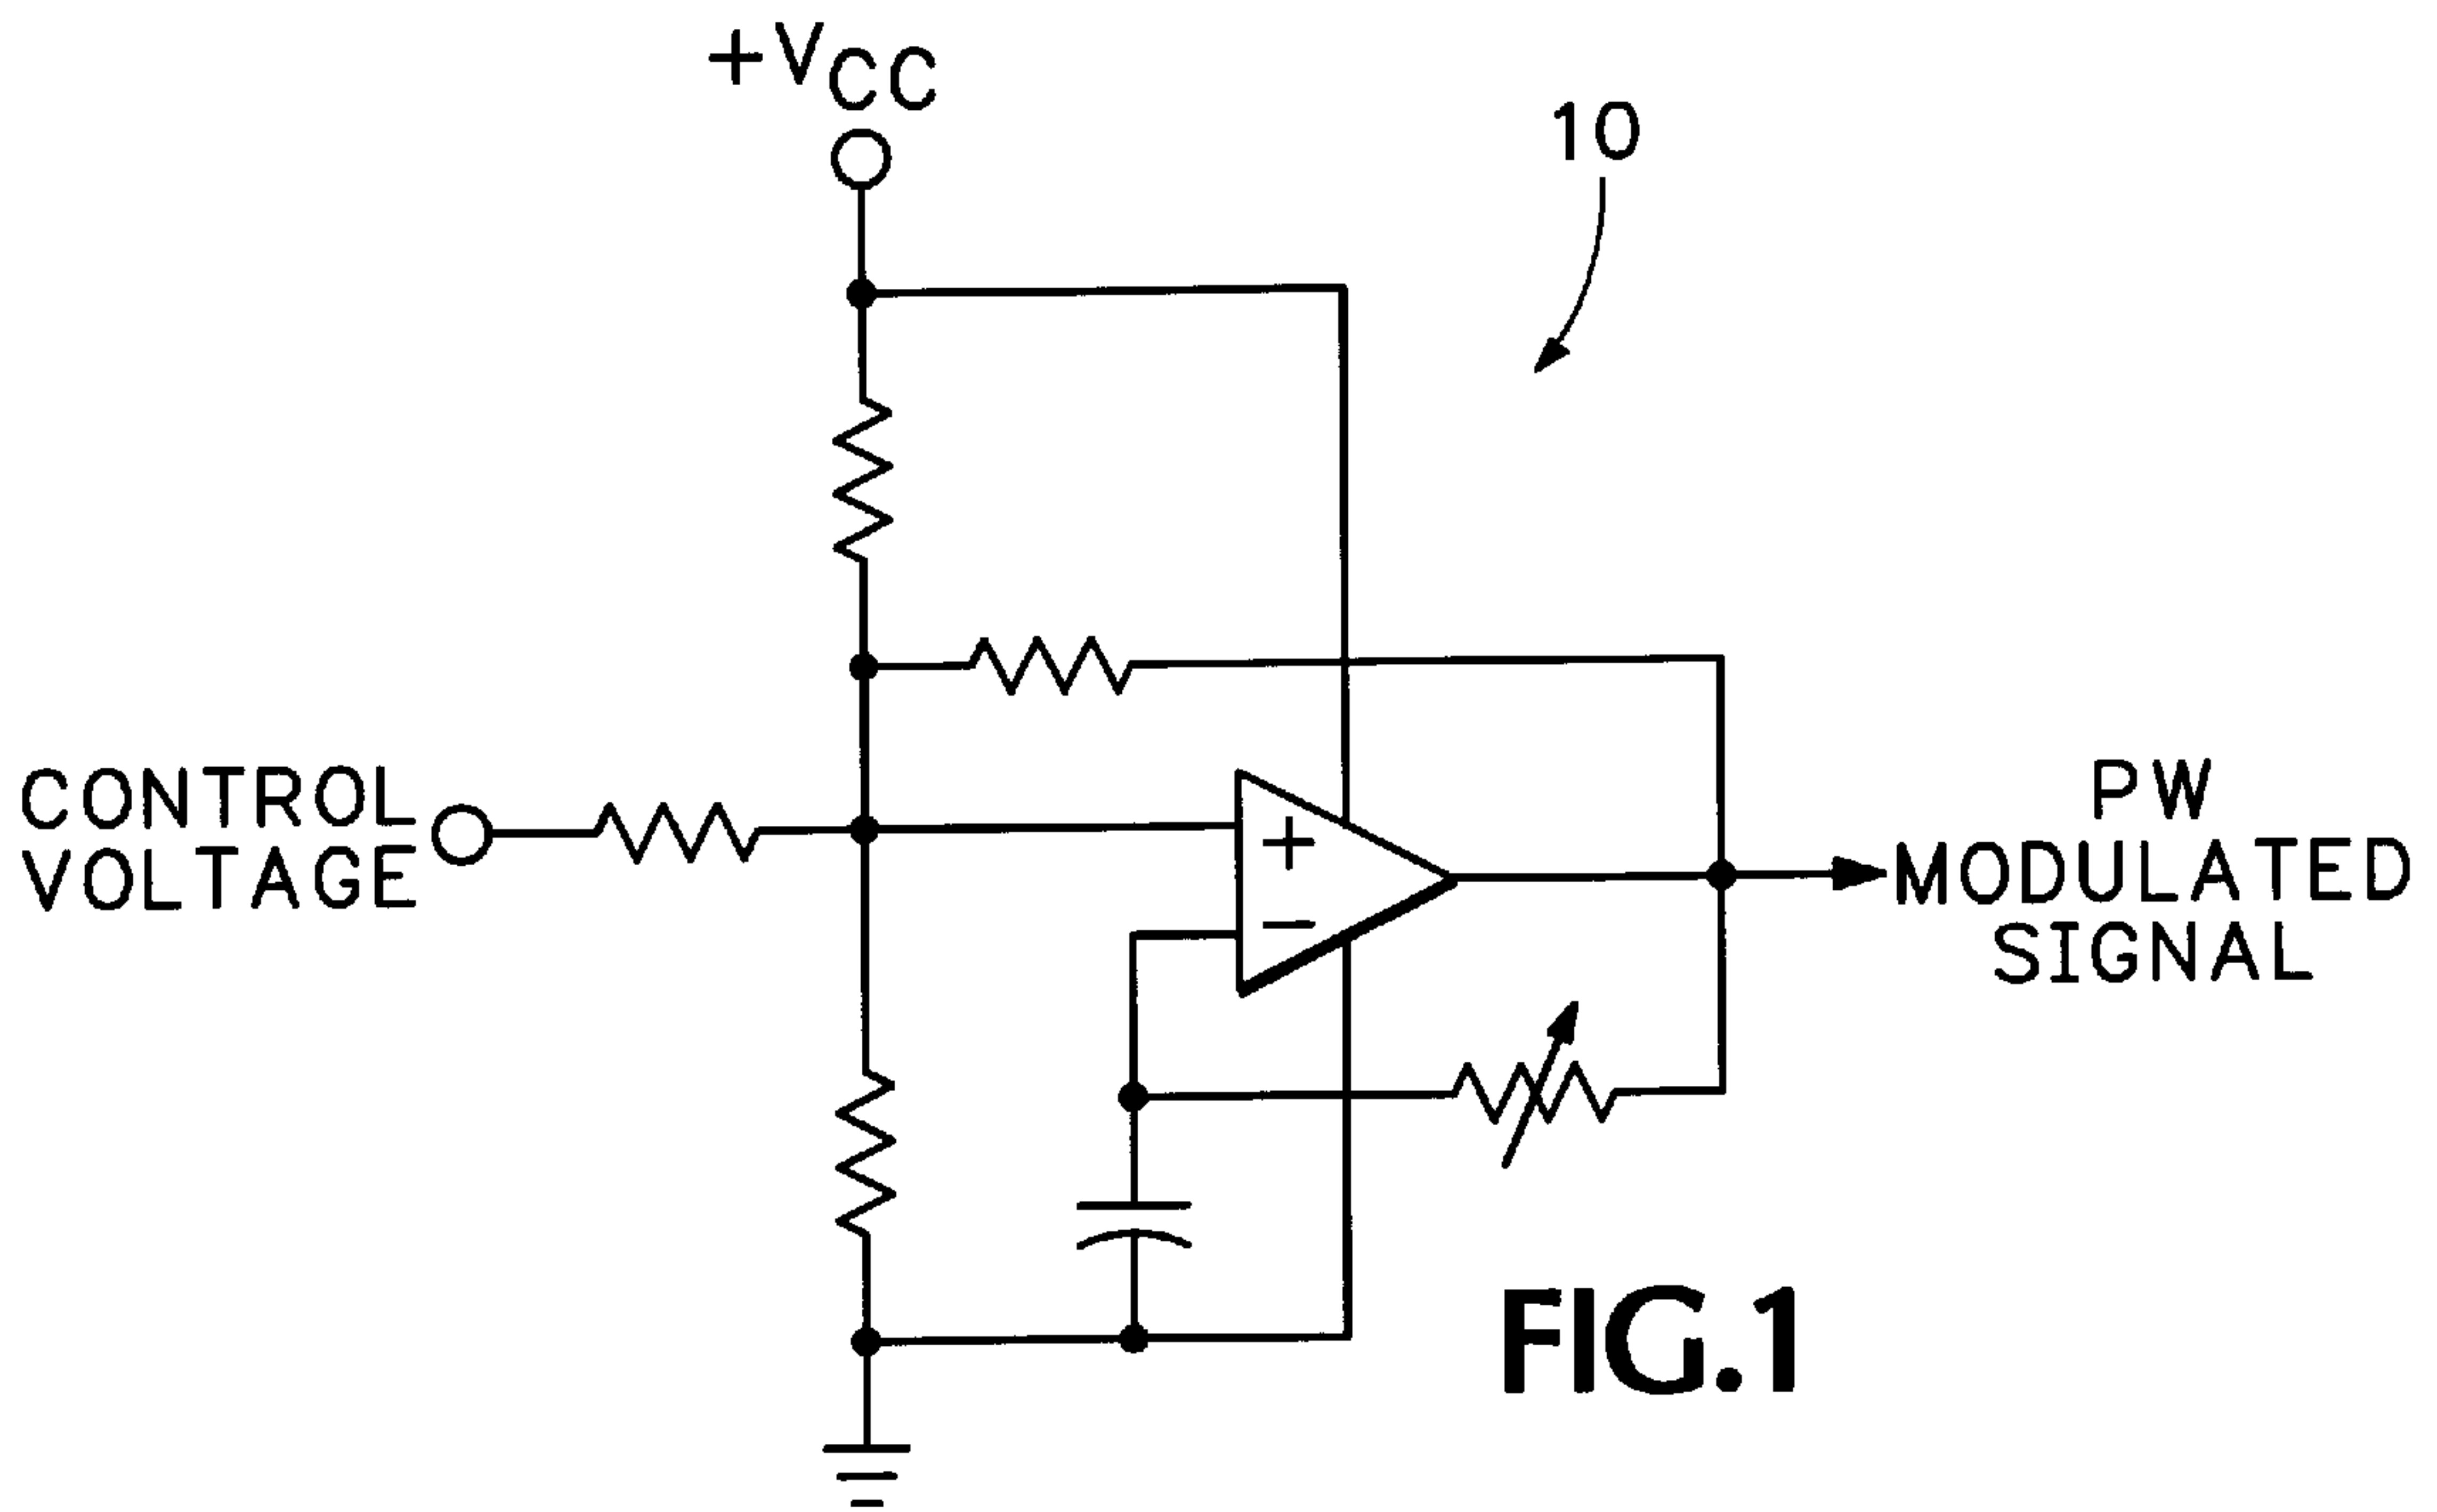 +VCC
10
CONTROL
VOLTAGE
+
−
PW
MODULATED
SIGNAL
FIG.1